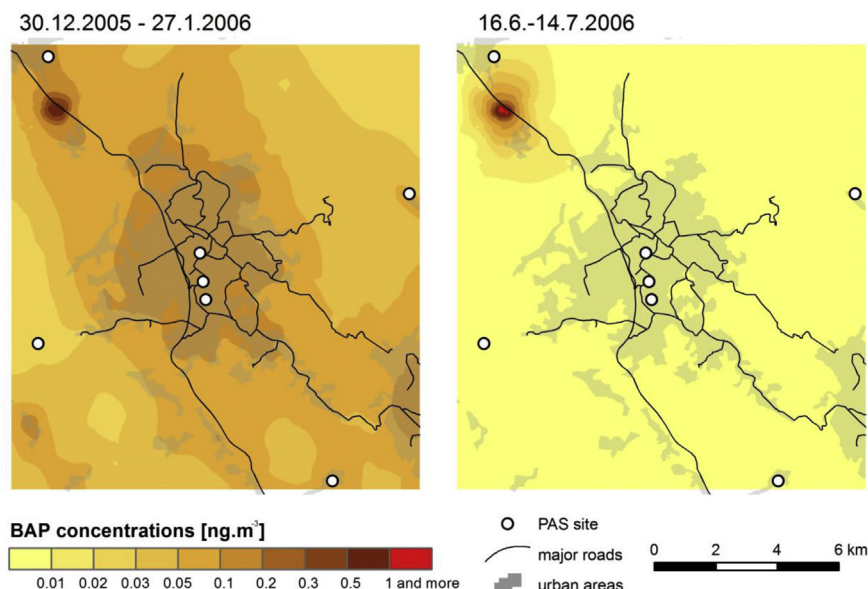 30.12.2005 - 27.1.2006
16.6.-14.7.2006
BAP concentrations [ng.m⁻³]
0.01 0.02 0.03 0.05 0.1 0.2 0.3 0.5 1 and more
PAS site
major roads
urban areas
0 2 4 6 km